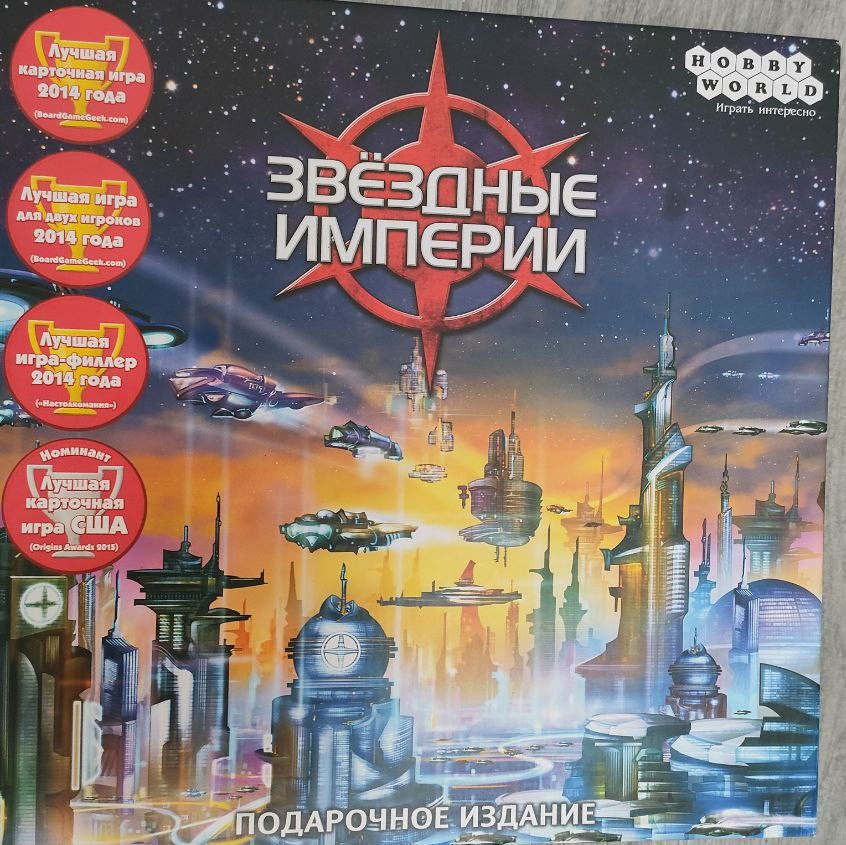 Лучшая
карточная игра
2014 года
(BoardGameGeek.com)
HOBBY
WORLD
Играть интересно
ЗВЁЗДНЫЕ
ИМПЕРИИ
Лучшая игра
для двух игроков
2014 года
(BoardGameGeek.com)
Лучшая
игра-филлер
2014 года
(«Настолкомания»)
Номинант
Лучшая
карточная
игра США
(Origins Awards 2015)
ПОДАРОЧНОЕ ИЗДАНИЕ